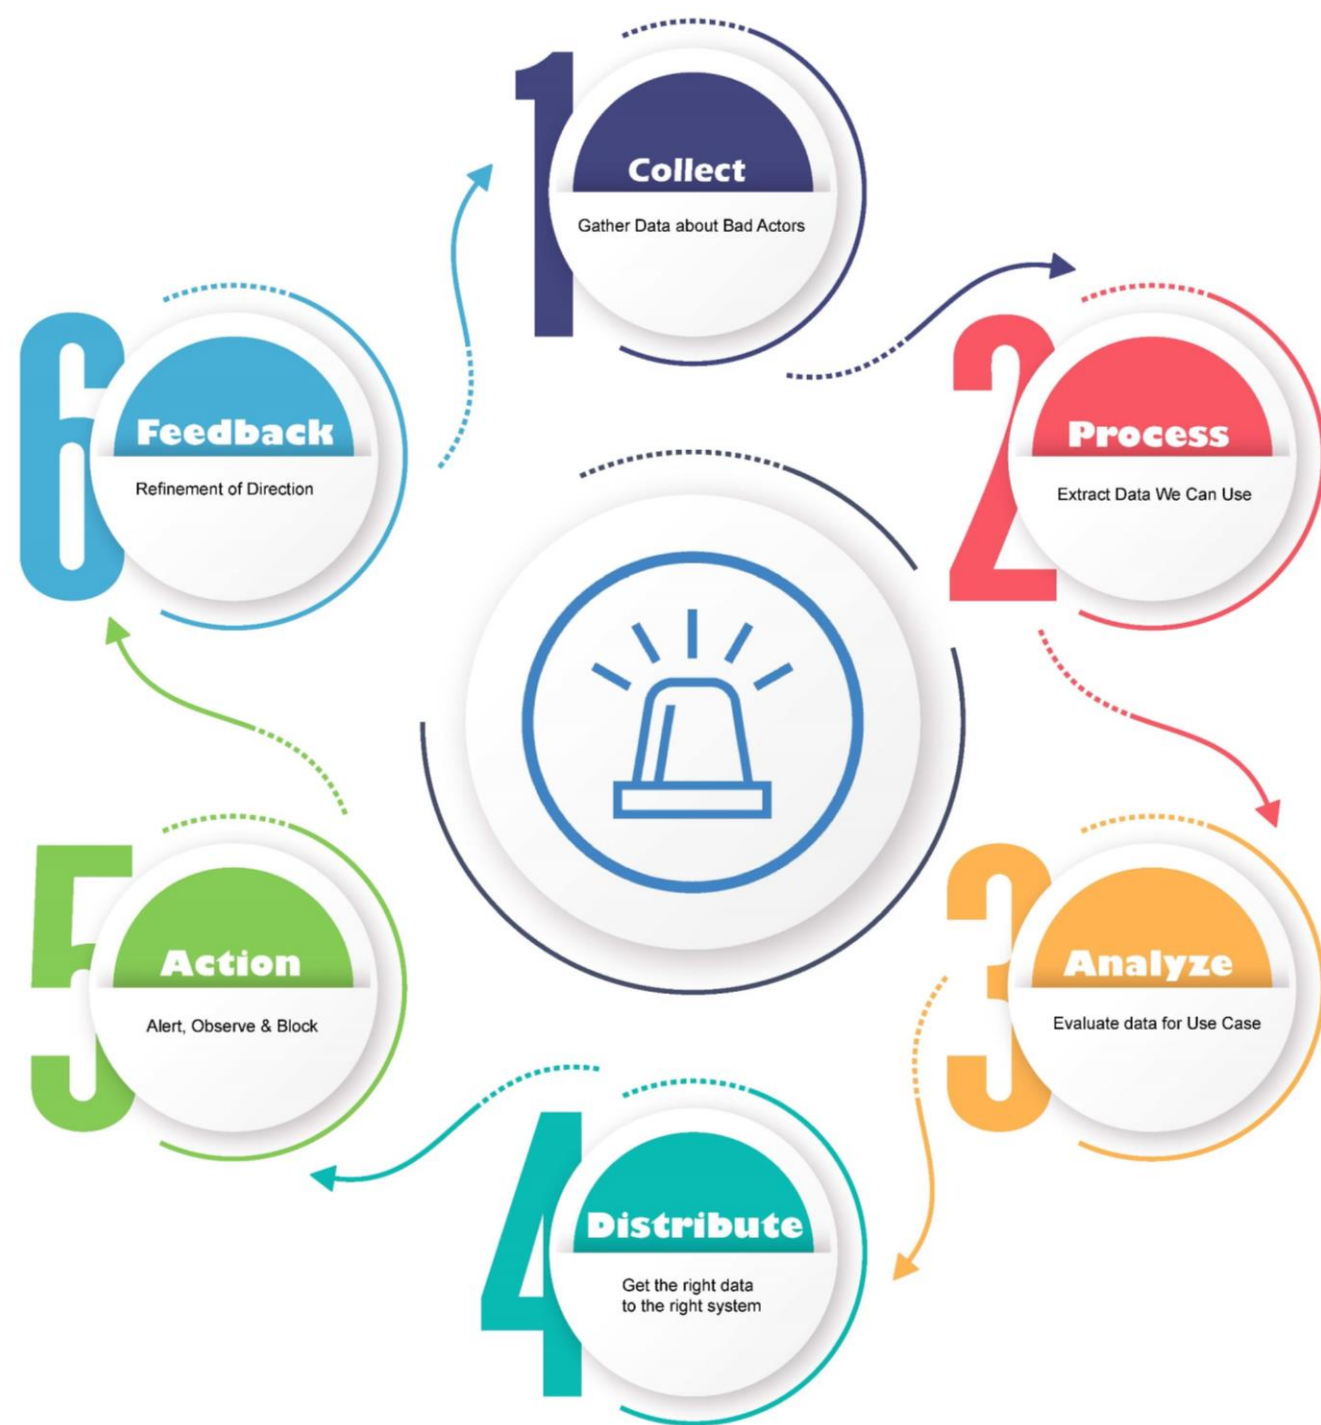 1
Collect
Gather Data about Bad Actors
2
Process
Extract Data We Can Use
3
Analyze
Evaluate data for Use Case
4
Distribute
Get the right data
to the right system
5
Action
Alert, Observe & Block
6
Feedback
Refinement of Direction